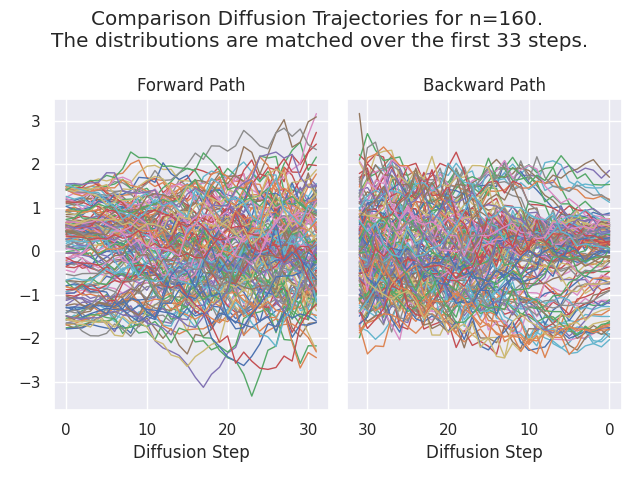 Comparison Diffusion Trajectories for n=160.
The distributions are matched over the first 33 steps.
Forward Path
Backward Path
3
2
1
0
−1
−2
−3
0 10 20 30
30 20 10 0
Diffusion Step
Diffusion Step